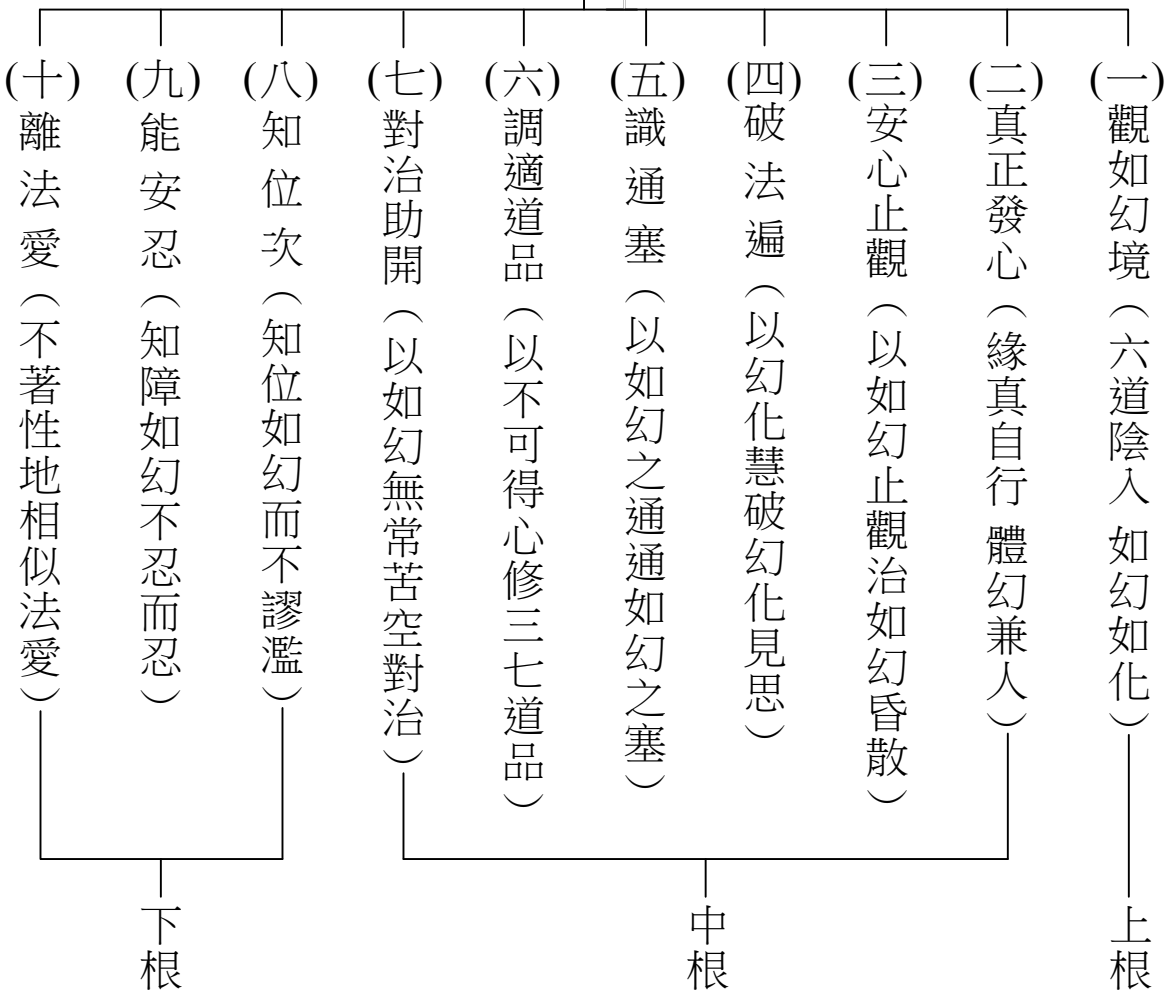 (一)觀如幻境（六道陰入 如幻如化）
(二)真正發心（緣真自行 體幻兼人）
(三)安心止觀（以如幻止觀治如幻昏散）
(四)破法遍（以幻化慧破幻化見思）
(五)識通塞（以如幻之通通如幻之塞）
(六)調適道品（以不可得心修三七道品）
(七)對治助開（以如幻無常苦空對治）
(八)知位次（知位如幻而不謬濫）
(九)能安忍（知障如幻不忍而忍）
(十)離法愛（不著性地相似法愛）
上根
中根
下根